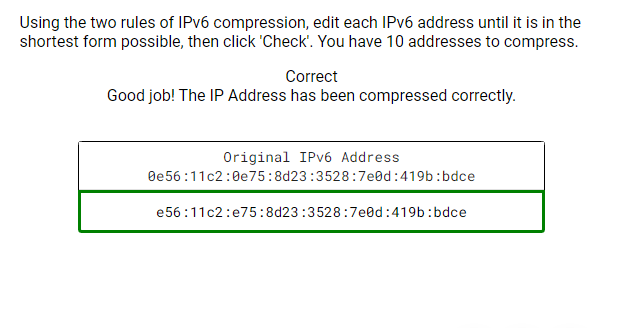 Using the two rules of IPv6 compression, edit each IPv6 address until it is in the
shortest form possible, then click 'Check'. You have 10 addresses to compress.
Correct
Good job! The IP Address has been compressed correctly.
Original IPv6 Address
0e56:11c2:0e75:8d23:3528:7e0d:419b:bdce
e56:11c2:e75:8d23:3528:7e0d:419b:bdce